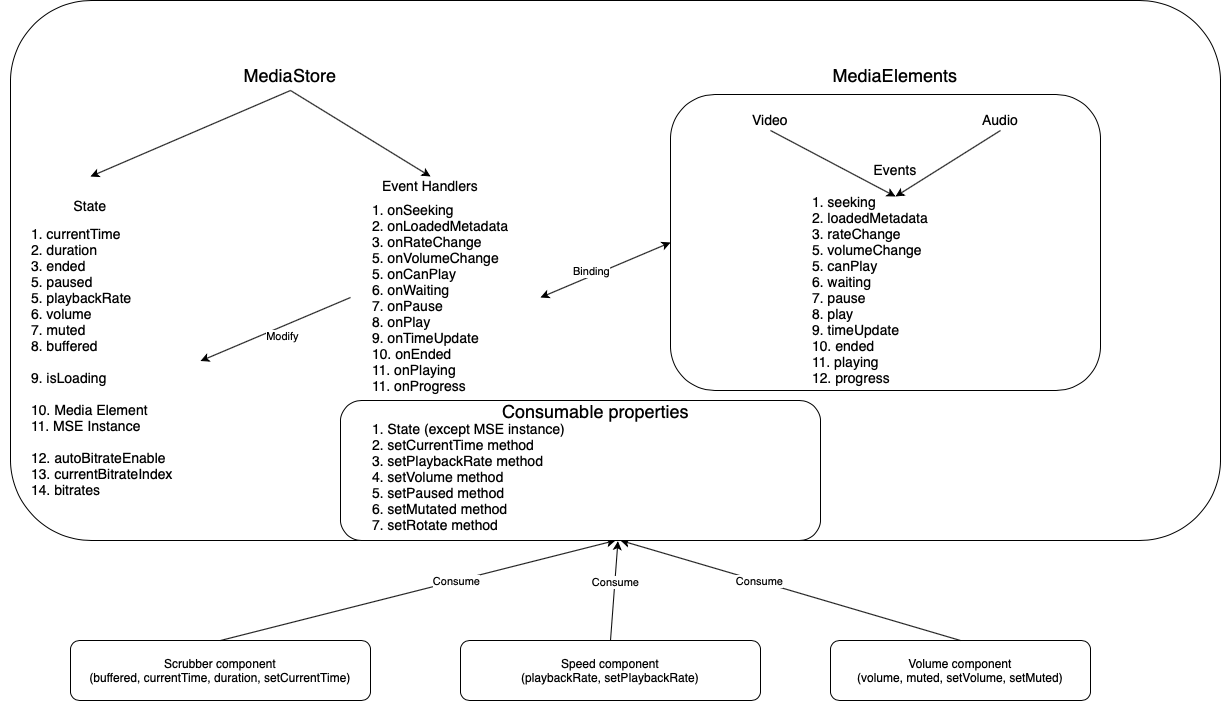 MediaStore
State
1. currentTime
2. duration
3. ended
5. paused
5. playbackRate
6. volume
7. muted
8. buffered
9. isLoading
10. Media Element
11. MSE Instance
12. autoBitrateEnable
13. currentBitrateIndex
14. bitrates
Modify
Event Handlers
1. onSeeking
2. onLoadedMetadata
3. onRateChange
5. onVolumeChange
5. onCanPlay
6. onWaiting
7. onPause
8. onPlay
9. onTimeUpdate
10. onEnded
11. onPlaying
11. onProgress
Binding
MediaElements
Video
Audio
Events
1. seeking
2. loadedMetadata
3. rateChange
5. volumeChange
5. canPlay
6. waiting
7. pause
8. play
9. timeUpdate
10. ended
11. playing
12. progress
Consumable properties
1. State (except MSE instance)
2. setCurrentTime method
3. setPlaybackRate method
4. setVolume method
5. setPaused method
6. setMutated method
7. setRotate method
Consume
Consume
Consume
Scrubber component
(buffered, currentTime, duration, setCurrentTime)
Speed component
(playbackRate, setPlaybackRate)
Volume component
(volume, muted, setVolume, setMuted)